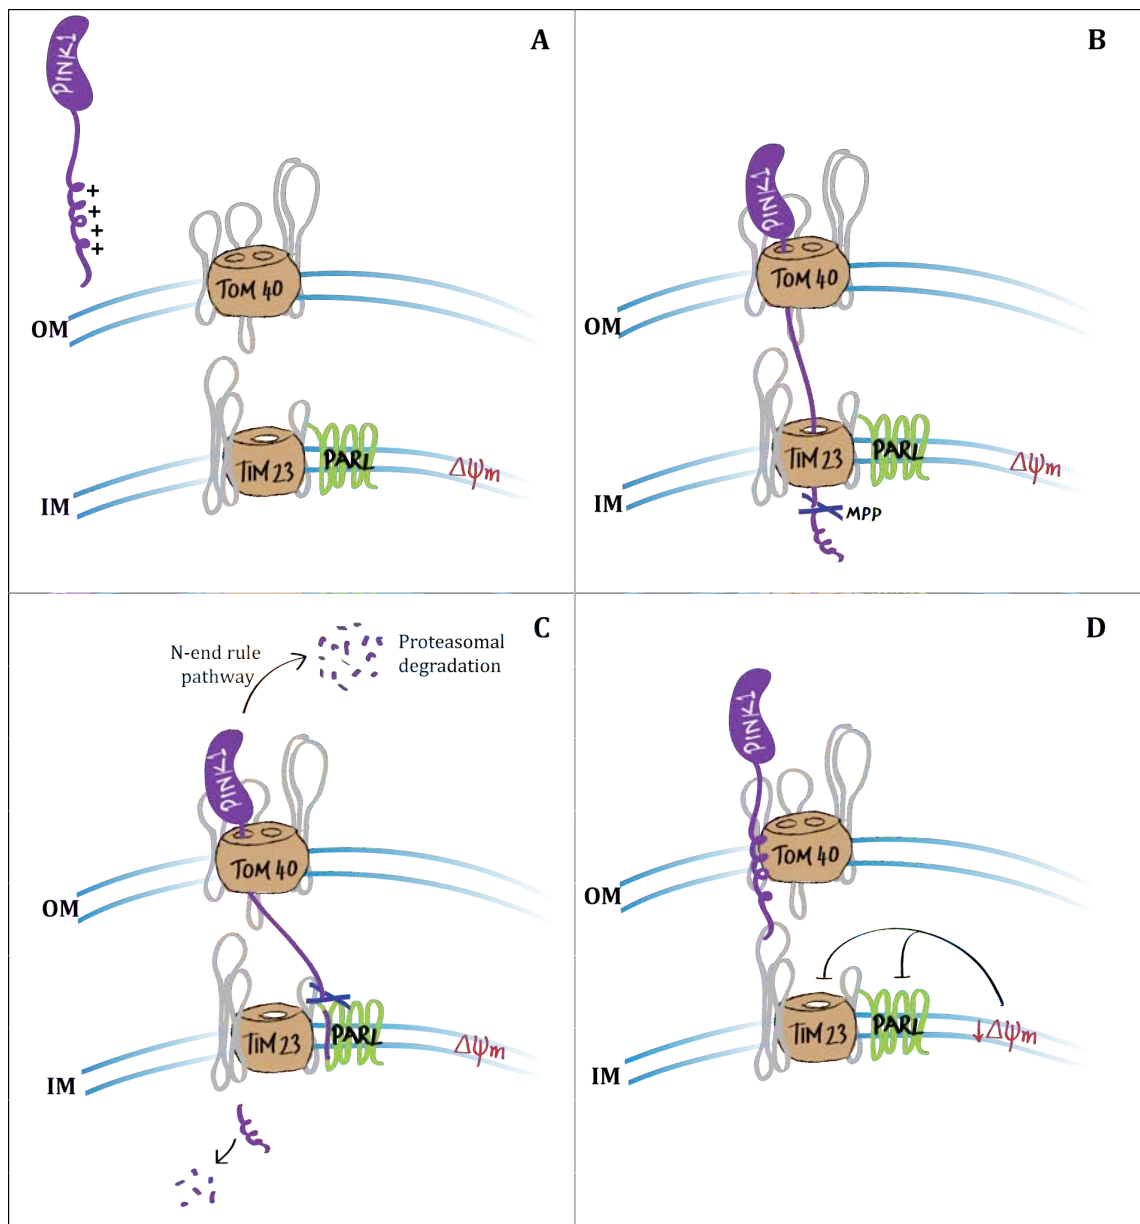 A
PINK1
+
+
+
+
TOM 40
OM
TIM 23
PARL
ΔΨm
IM
B
PINK1
TOM 40
OM
TIM 23
PARL
ΔΨm
IM
MPP
C
N-end rule
pathway
Proteasomal
degradation
PINK1
TOM 40
OM
TIM 23
PARL
ΔΨm
IM
D
PINK1
TOM 40
OM
TIM 23
PARL
↓ΔΨm
IM